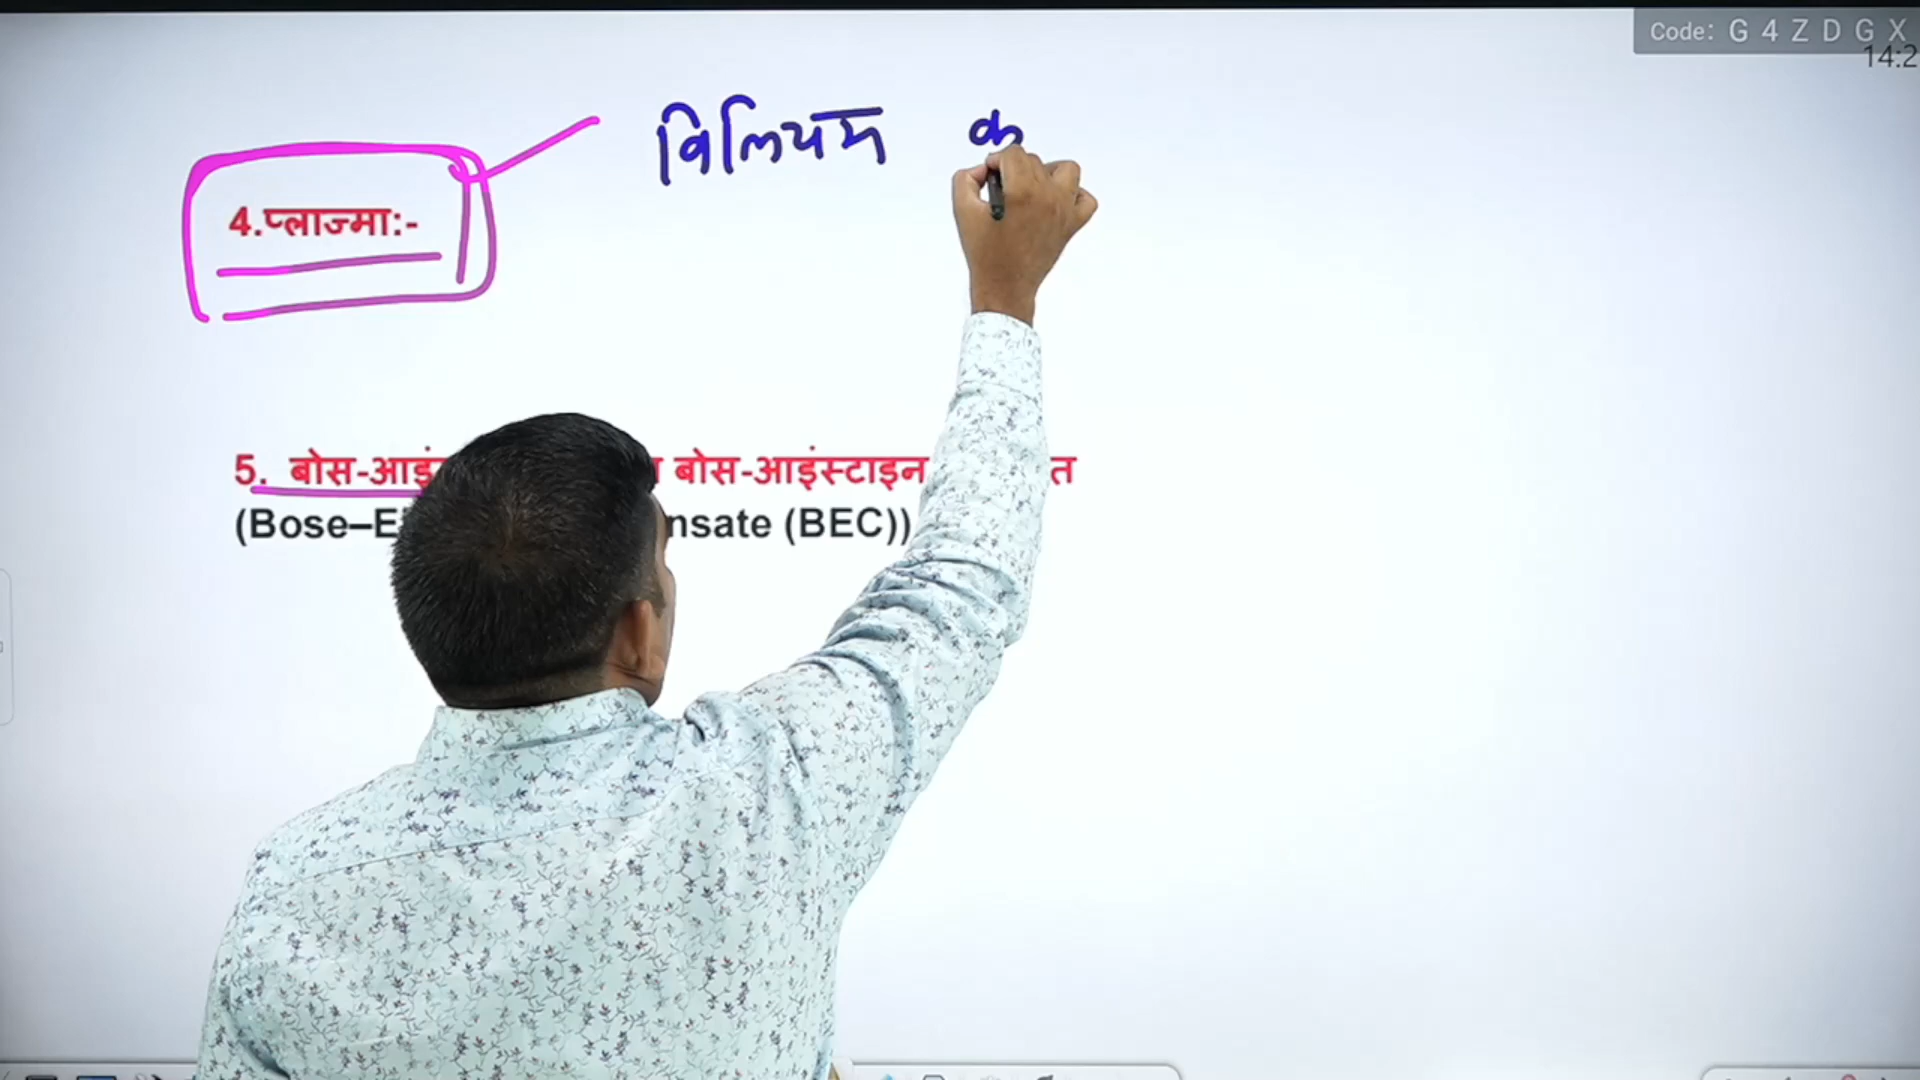 Code: G 4 Z D G X
14:2
विलियम क
4.प्लाज्मा:-
5. बोस-आइं बोस-आइंस्टाइन त
(Bose–E nsate (BEC))